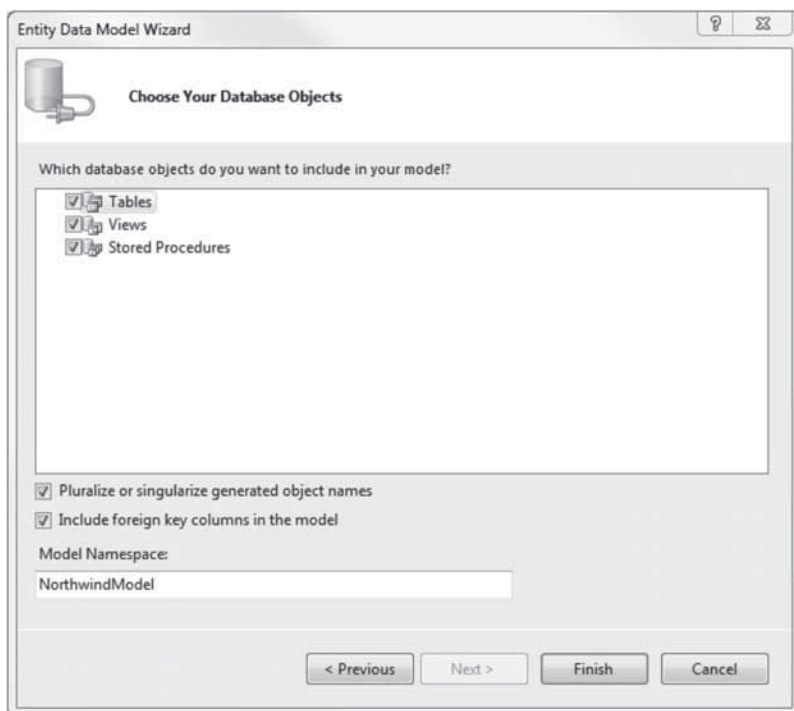 Entity Data Model Wizard
Choose Your Database Objects
Which database objects do you want to include in your model?
Tables
Views
Stored Procedures
Pluralize or singularize generated object names
Include foreign key columns in the model
Model Namespace:
NorthwindModel
< Previous
Next >
Finish
Cancel